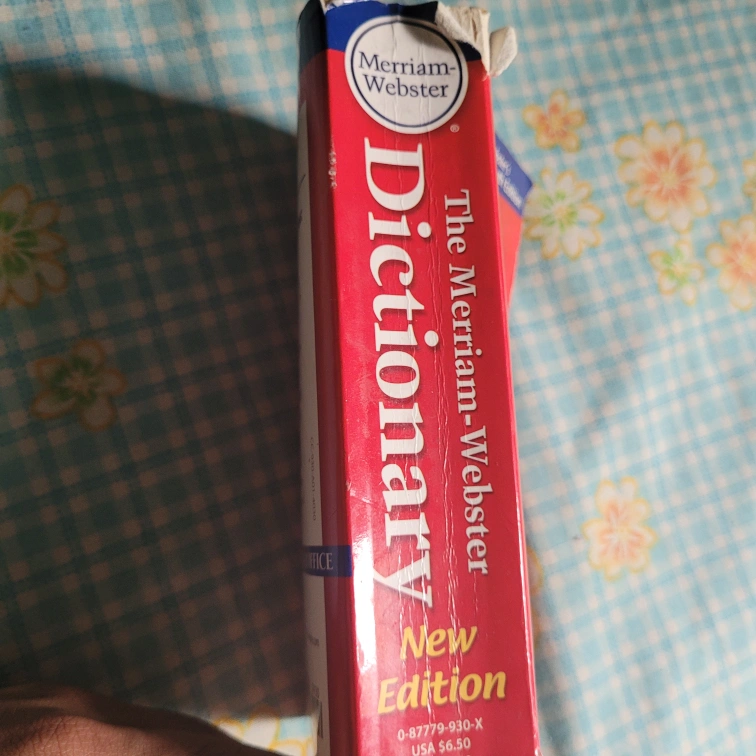 Merriam-
Webster
®
The Merriam-Webster
Dictionary
New
Edition
0-87779-930-X
USA $6.50